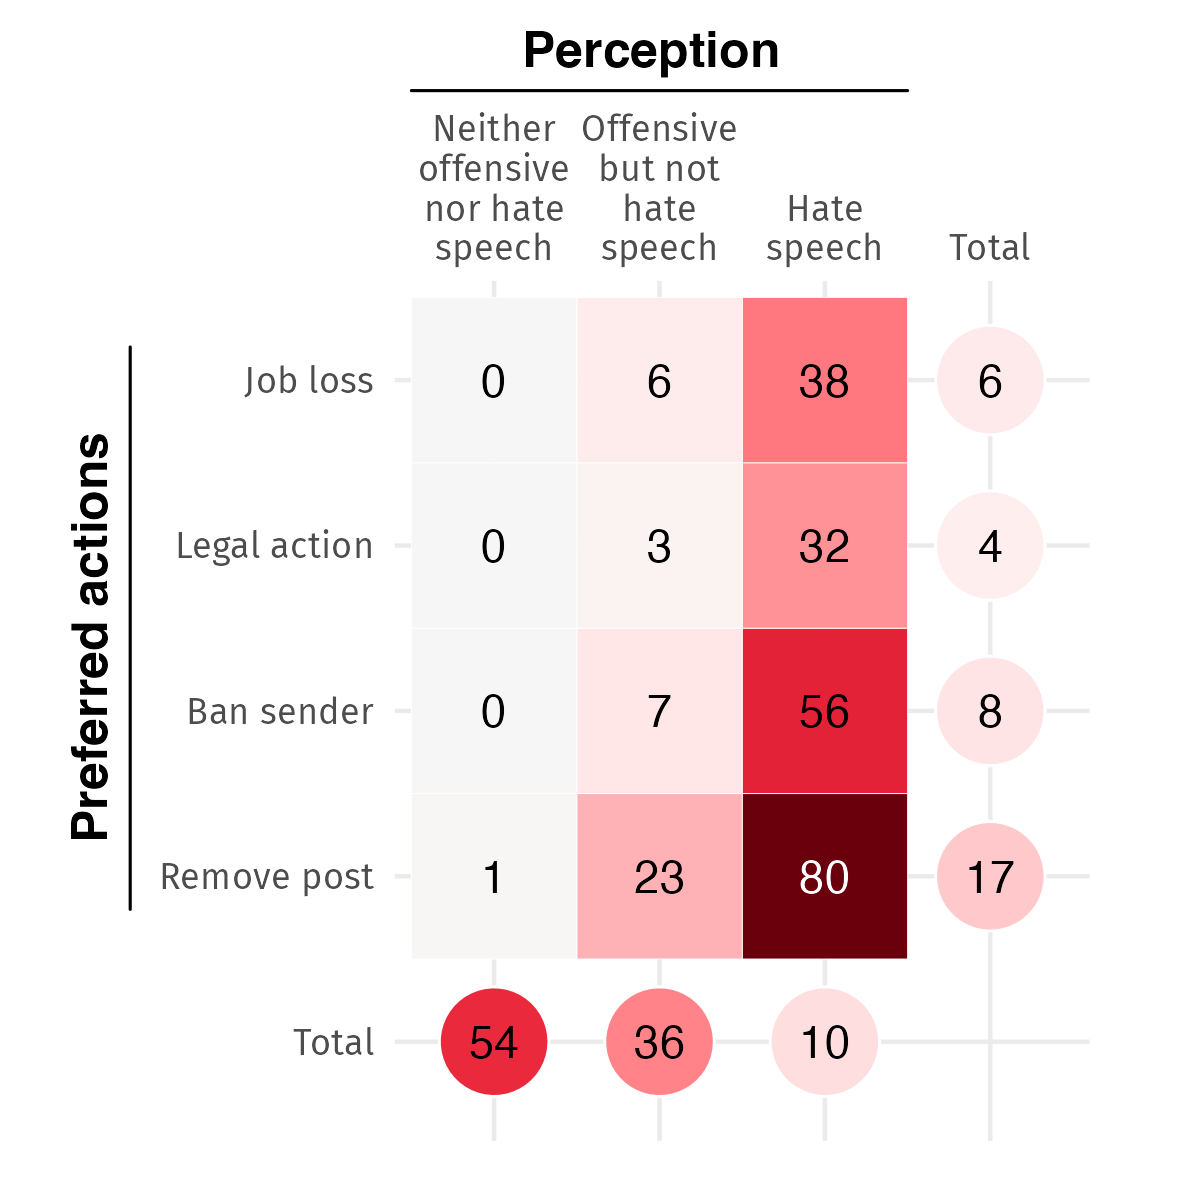 Perception
Neither
offensive
nor hate
speech
Offensive
but not
hate
speech
Hate
speech
Total
Preferred actions
Job loss
0
6
38
6
Legal action
0
3
32
4
Ban sender
0
7
56
8
Remove post
1
23
80
17
Total
54
36
10